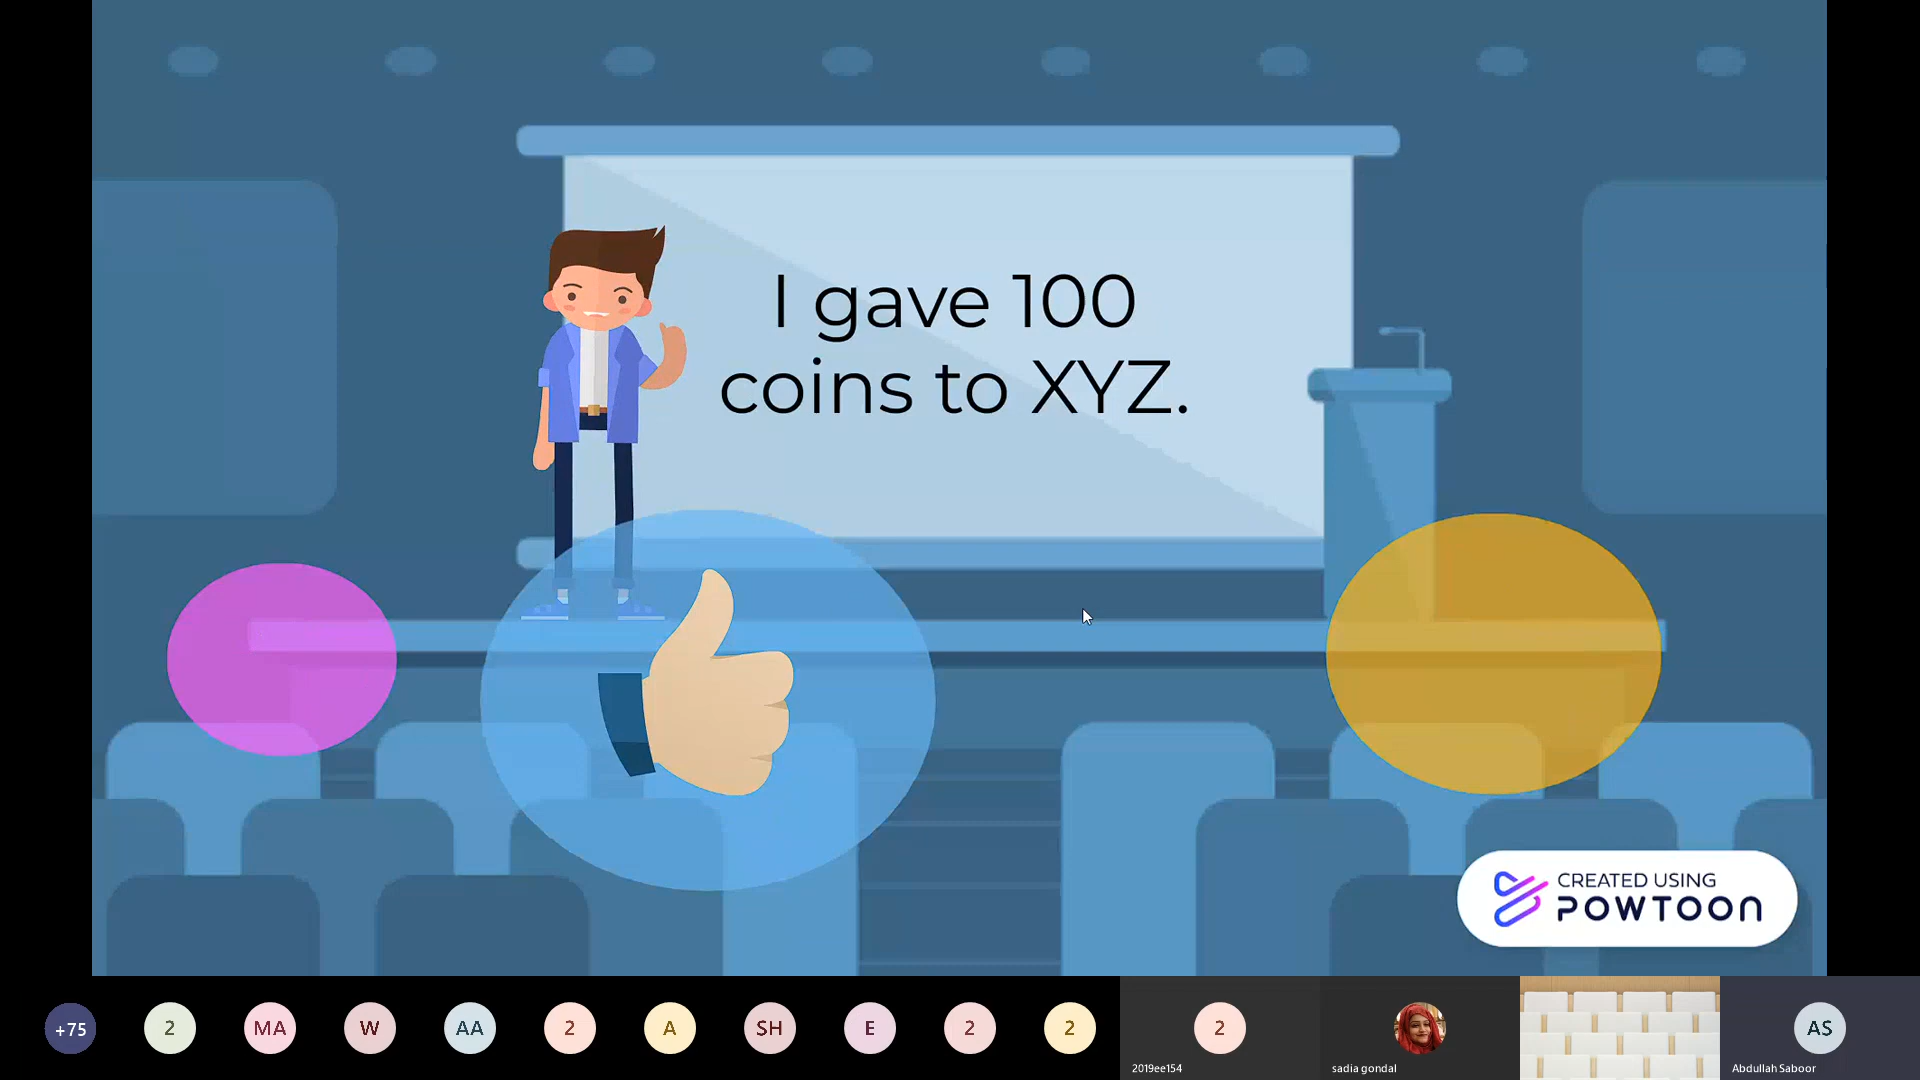 I gave 100
coins to XYZ.
CREATED USING
POWTOON
+75
2
MA
W
AA
2
A
SH
E
2
2
2
2019ee154
sadia gondal
AS
Abdullah Saboor